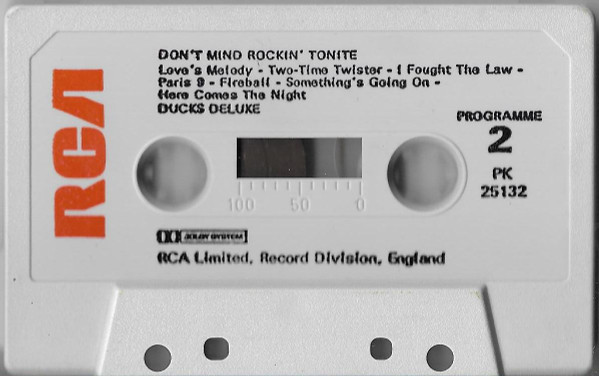 DON'T MIND ROCKIN' TONITE
Love's Melody - Two-Time Twister - I Fought The Law -
Paris 9 - Fireball - Something's Going On -
Here Comes The Night
DUCKS DELUXE
PROGRAMME
2
PK
25132
RCA
100 50 0
DOLBY SYSTEM
RCA Limited, Record Division, England